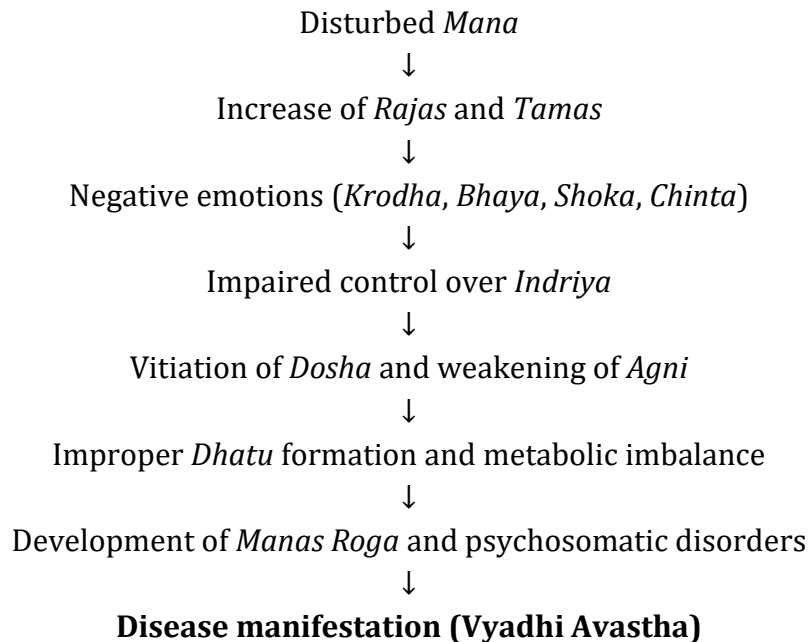 Disturbed Mana
↓
Increase of Rajas and Tamas
↓
Negative emotions (Krodha, Bhaya, Shoka, Chinta)
↓
Impaired control over Indriya
↓
Vitiation of Dosha and weakening of Agni
↓
Improper Dhatu formation and metabolic imbalance
↓
Development of Manas Roga and psychosomatic disorders
↓
Disease manifestation (Vyadhi Avastha)